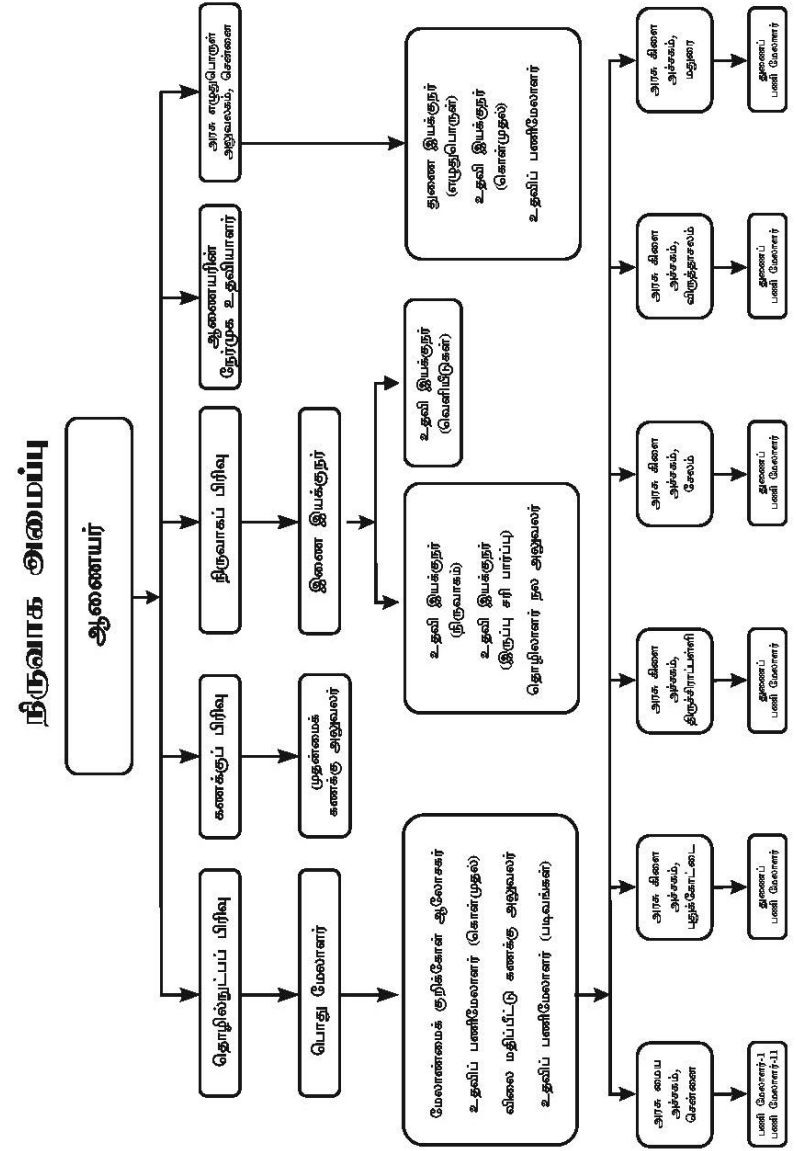 நிருவாக அமைப்பு
ஆணையர்
தொழில்நுட்பப் பிரிவு
கணக்குப் பிரிவு
நிருவாகப் பிரிவு
ஆணையரின்
நேர்முக உதவியாளர்
அரசு எழுதுபொருள்
அலுவலகம், சென்னை
பொது மேலாளர்
முதன்மைக்
கணக்கு அலுவலர்
இணை இயக்குநர்
மேலாண்மைக் குறிக்கோள் ஆலோசகர்
உதவிப் பணிமேலாளர் (கொள்முதல்)
விலை மதிப்பீட்டு கணக்கு அலுவலர்
உதவிப் பணிமேலாளர் (படிவங்கள்)
உதவி இயக்குநர்
(நிருவாகம்)
உதவி இயக்குநர்
(இருப்பு சரி பார்ப்பு)
தொழிலாளர் நல அலுவலர்
உதவி இயக்குநர்
(வெளியீடுகள்)
துணை இயக்குநர்
(எழுதுபொருள்)
உதவி இயக்குநர்
(கொள்முதல்)
உதவிப் பணிமேலாளர்
அரசு மைய
அச்சகம்,
சென்னை
அரசு கிளை
அச்சகம்,
புதுக்கோட்டை
அரசு கிளை
அச்சகம்,
திருச்சிராப்பள்ளி
அரசு கிளை
அச்சகம்,
சேலம்
அரசு கிளை
அச்சகம்,
விருத்தாசலம்
அரசு கிளை
அச்சகம்,
மதுரை
பணி மேலாளர்-1
பணி மேலாளர்-11
துணைப்
பணி மேலாளர்
துணைப்
பணி மேலாளர்
துணைப்
பணி மேலாளர்
துணைப்
பணி மேலாளர்
துணைப்
பணி மேலாளர்